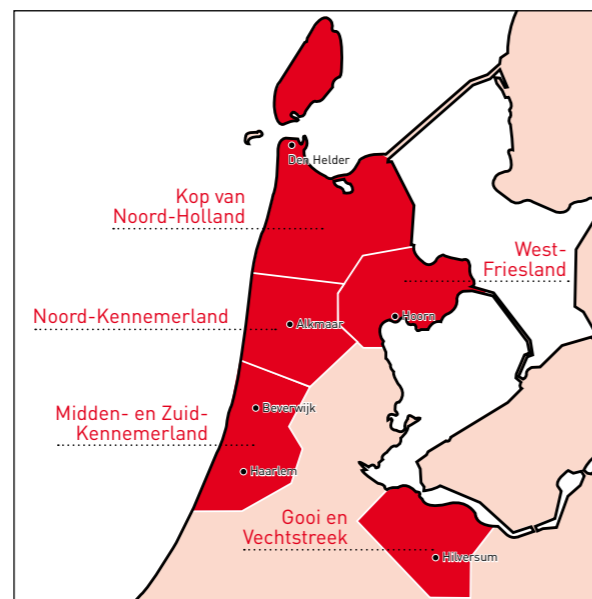 Den Helder
Kop van
Noord-Holland
West-
Friesland
Noord-Kennemerland
Alkmaar
Hoorn
Midden- en Zuid-
Kennemerland
Beverwijk
Haarlem
Gooi en
Vechtstreek
Hilversum